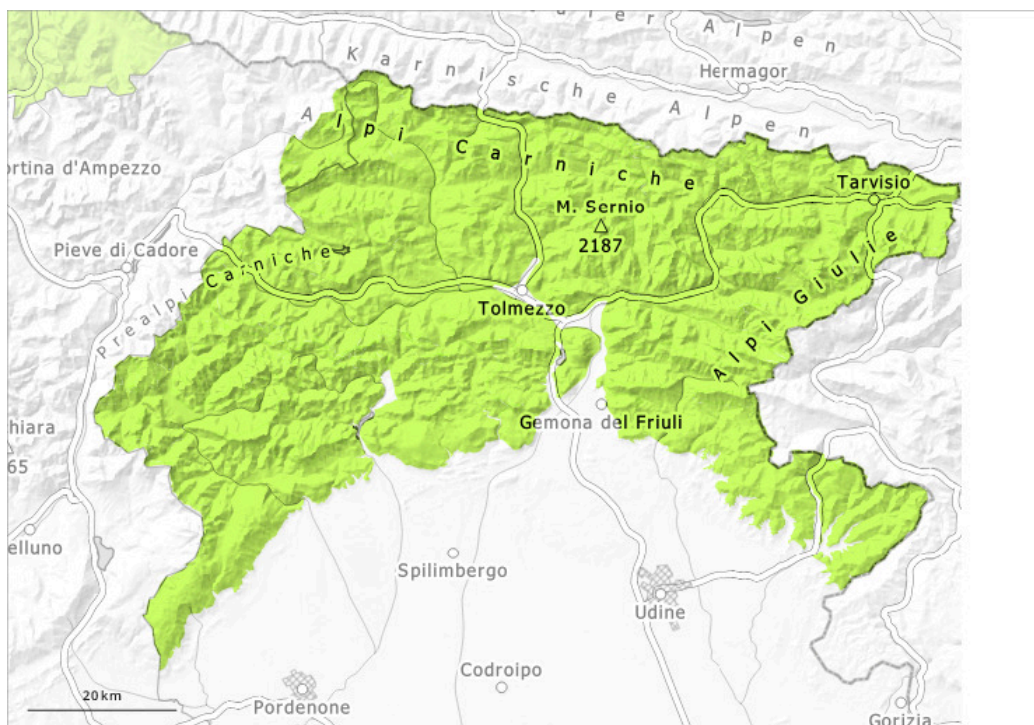 Alpen
Karnische Alpen
Hermagor
Alpi Carniche
ortina d'Ampezzo
Tarvisio
M. Sernio
2187
Pieve di Cadore
Prealpi Carniche
Alpi Giulie
Tolmezzo
Gemona del Friuli
hiara
65
elluno
Spilimbergo
Udine
Codroipo
20km
Pordenone
Gorizia